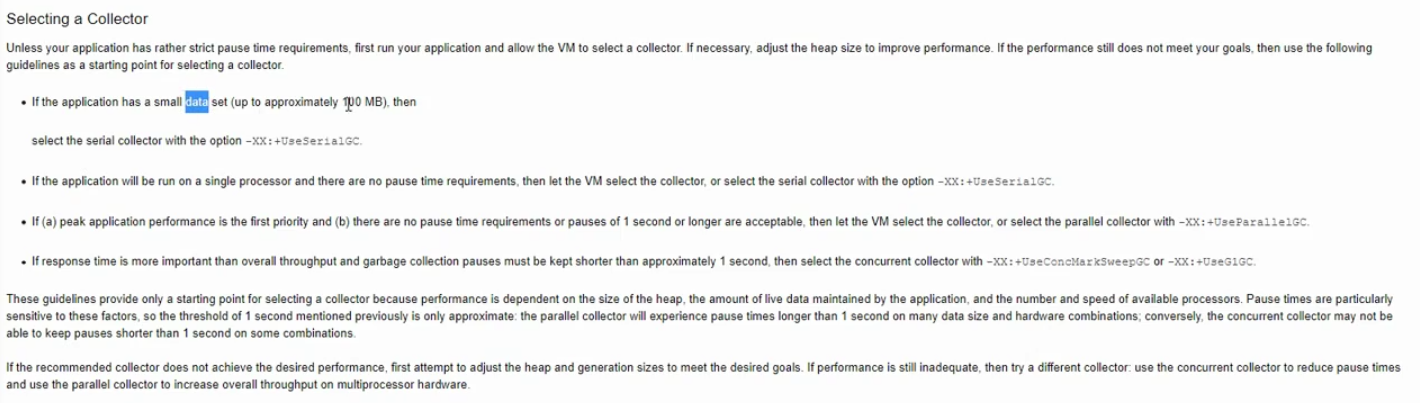 Selecting a Collector
Unless your application has rather strict pause time requirements, first run your application and allow the VM to select a collector. If necessary, adjust the heap size to improve performance. If the performance still does not meet your goals, then use the following
guidelines as a starting point for selecting a collector.
• If the application has a small data set (up to approximately 100 MB), then
select the serial collector with the option -XX:+UseSerialGC.
• If the application will be run on a single processor and there are no pause time requirements, then let the VM select the collector, or select the serial collector with the option -XX:+UseSerialGC.
• If (a) peak application performance is the first priority and (b) there are no pause time requirements or pauses of 1 second or longer are acceptable, then let the VM select the collector, or select the parallel collector with -XX:+UseParallelGC.
• If response time is more important than overall throughput and garbage collection pauses must be kept shorter than approximately 1 second, then select the concurrent collector with -XX:+UseConcMarkSweepGC or -XX:+UseG1GC.
These guidelines provide only a starting point for selecting a collector because performance is dependent on the size of the heap, the amount of live data maintained by the application, and the number and speed of available processors. Pause times are particularly
sensitive to these factors, so the threshold of 1 second mentioned previously is only approximate: the parallel collector will experience pause times longer than 1 second on many data size and hardware combinations; conversely, the concurrent collector may not be
able to keep pauses shorter than 1 second on some combinations.
If the recommended collector does not achieve the desired performance, first attempt to adjust the heap and generation sizes to meet the desired goals. If performance is still inadequate, then try a different collector: use the concurrent collector to reduce pause times
and use the parallel collector to increase overall throughput on multiprocessor hardware.